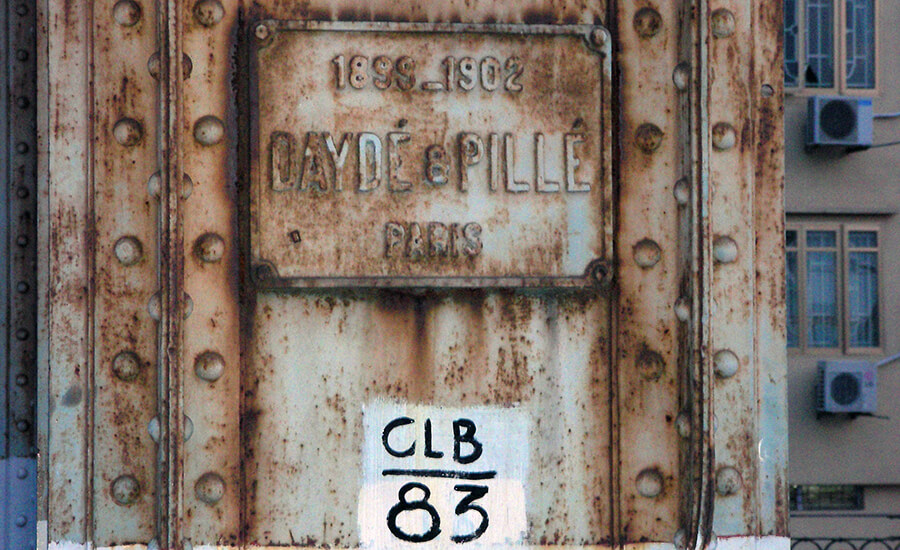 1899_1902
DAYDÉ & PILLÉ
PARIS
CLB
83